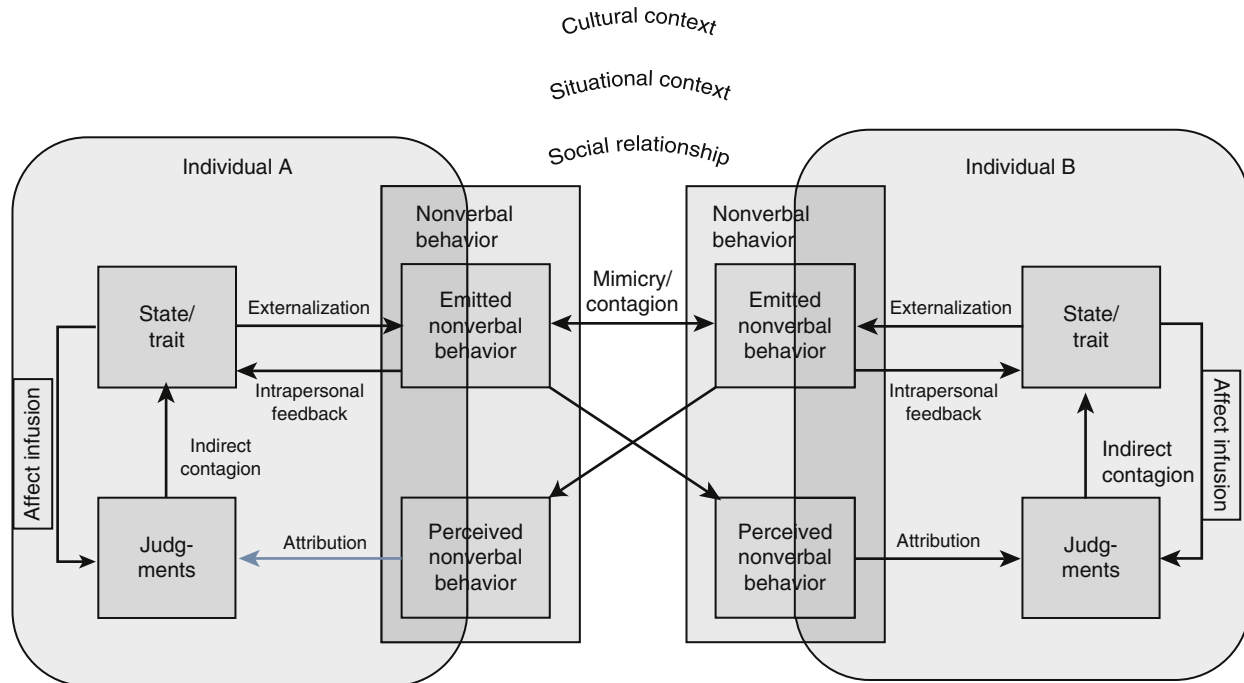 Cultural context
Situational context
Social relationship
Individual A
Individual B
Nonverbal
behavior
Nonverbal
behavior
Mimicry/
contagion
State/
trait
Externalization
Emitted
nonverbal
behavior
Emitted
nonverbal
behavior
Externalization
State/
trait
Intrapersonal
feedback
Intrapersonal
feedback
Affect infusion
Indirect
contagion
Indirect
contagion
Affect infusion
Judg-
ments
Attribution
Perceived
nonverbal
behavior
Perceived
nonverbal
behavior
Attribution
Judg-
ments